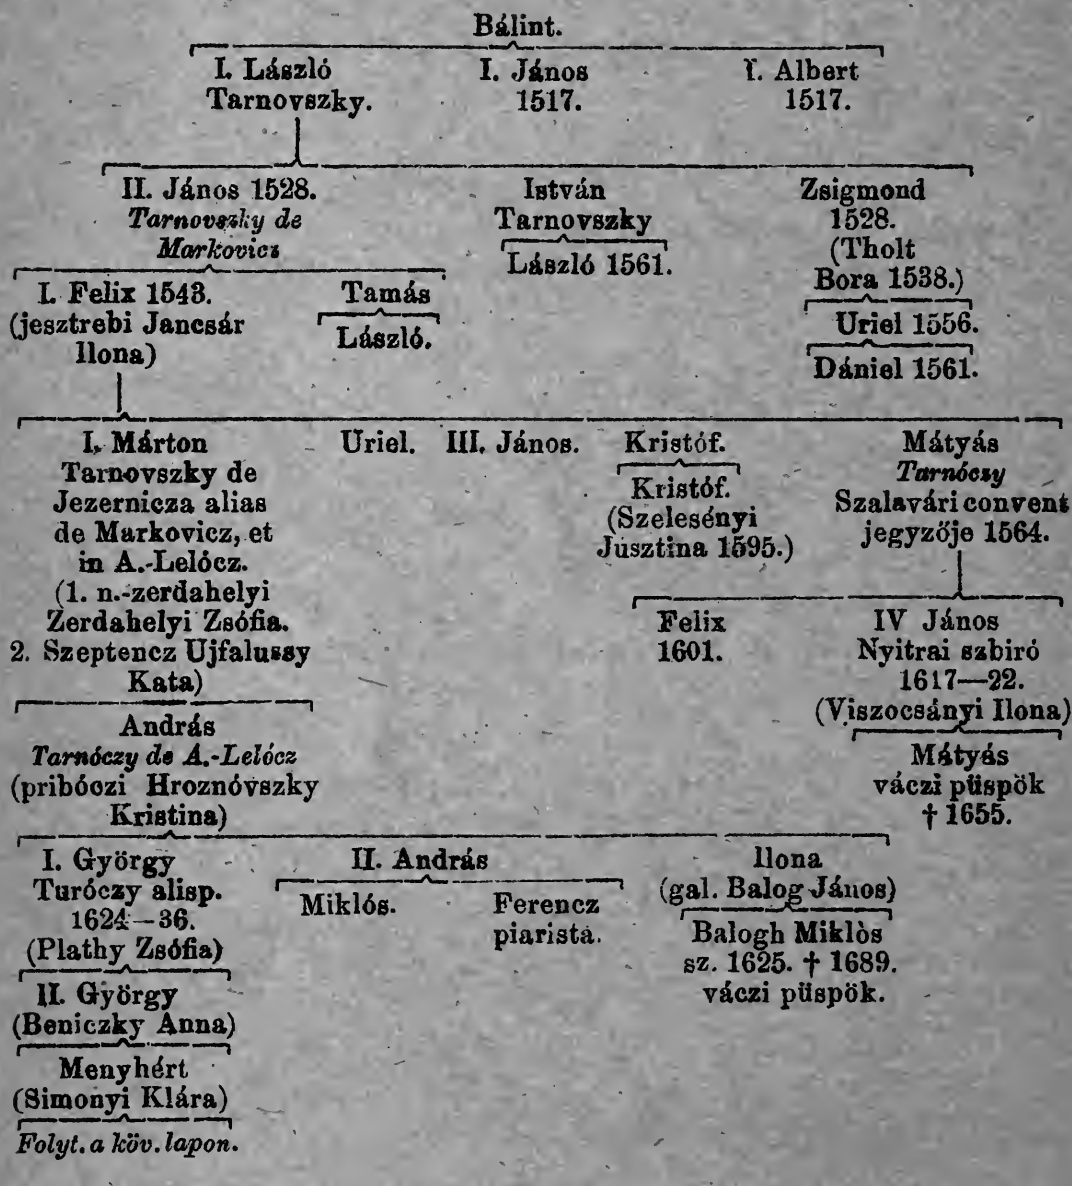 Bálint.
I. László I. János I. Albert
Tarnovszky. 1517. 1517.
II. János 1528. István Zsigmond
Tarnovszky de Tarnovszky 1528.
Markovicz László 1561. (Tholt
Bora 1538.)
I. Felix 1543. Tamás Uriel 1556.
(jesztrebi Jancsár László. Dániel 1561.
Ilona)
I. Márton Uriel. III. János. Kristóf. Mátyás
Tarnovszky de Kristóf. Tarnóczy
Jezernicza alias (Szelesényi Szalavári convent
de Markovicz, et Jusztina 1595.) jegyzője 1564.
in A.-Lelócz.
(1. n.-zerdahelyi
Zerdahelyi Zsófia. Felix IV János
2. Szeptencz Ujfalussy 1601. Nyitrai szbiró
Kata) 1617—22.
(Viszocsányi Ilona)
András Mátyás
Tarnóczy de A.-Lelócz váczi püspök
(pribóczi Hroznóvszky † 1655.
Kristina)
I. György II. András Ilona
Turóczy alisp. Miklós. Ferencz (gal. Balog János)
1624—36. piarista. Balogh Miklòs
(Plathy Zsófia) sz. 1625. † 1689.
II. György váczi püspök.
(Beniczky Anna)
Menyhért
(Simonyi Klára)
Folyt. a köv. lapon.